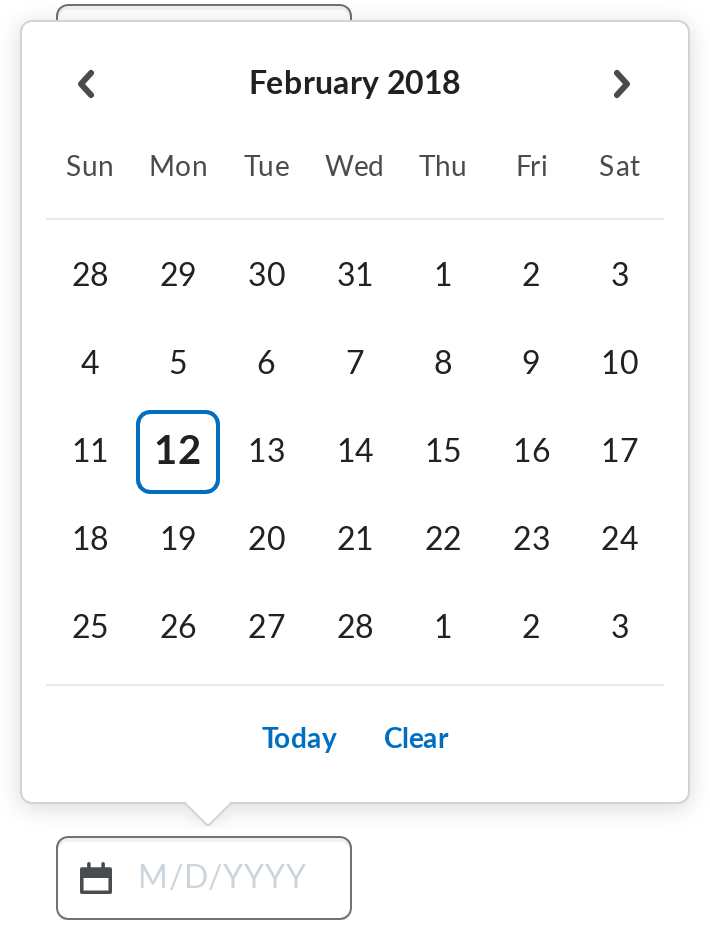 February 2018
Sun Mon Tue Wed Thu Fri Sat
28 29 30 31 1 2 3
4 5 6 7 8 9 10
11 12 13 14 15 16 17
18 19 20 21 22 23 24
25 26 27 28 1 2 3
Today Clear
M/D/YYYY